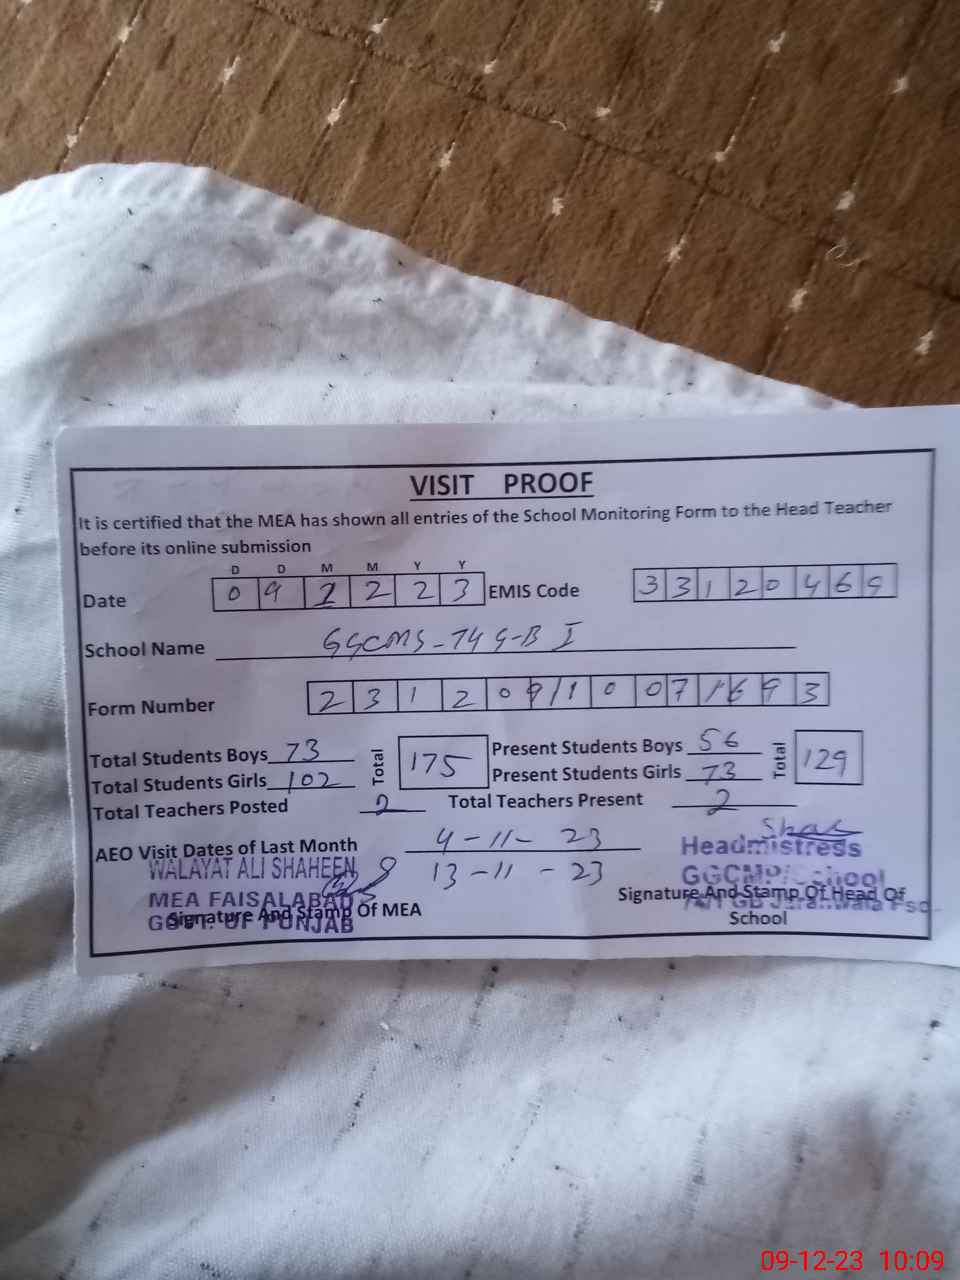 VISIT PROOF
It is certified that the MEA has shown all entries of the School Monitoring Form to the Head Teacher
before its online submission
D D M M Y Y
Date 0 9 1 2 2 3 EMIS Code 3 3 1 2 0 4 6 9
School Name GGCMS-74 G-B I
Form Number 2 3 1 2 0 9 1 0 0 7 1 6 9 3
Total Students Boys 73 Total 175 Present Students Boys 56 Total 129
Total Students Girls 102 Present Students Girls 73
Total Teachers Posted 2 Total Teachers Present 2
AEO Visit Dates of Last Month 4-11-23
13-11-23
WALAYAT ALI SHAHEEN
MEA FAISALABAD
GOVT. OF PUNJAB
Signature And Stamp Of MEA
Headmistress
School
GB Jaranwala Fsd
Signature And Stamp Of Head Of
School
09-12-23 10:09